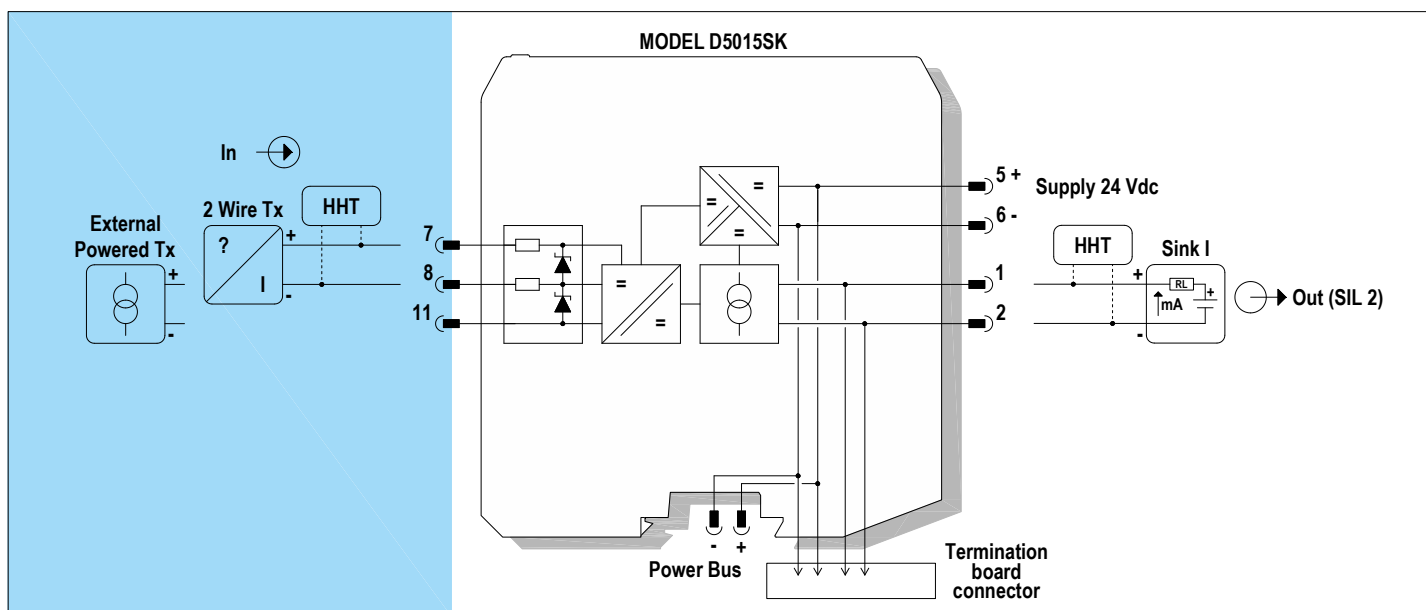 MODEL D5015SK
In
External
Powered Tx
+
-
2 Wire Tx
?
I
+
-
HHT
7
8
11
=
=
=
=
=
5 +
Supply 24 Vdc
6 -
1
2
HHT
Sink I
+
-
RL
+
mA
Out (SIL 2)
-
+
Power Bus
Termination
board
connector